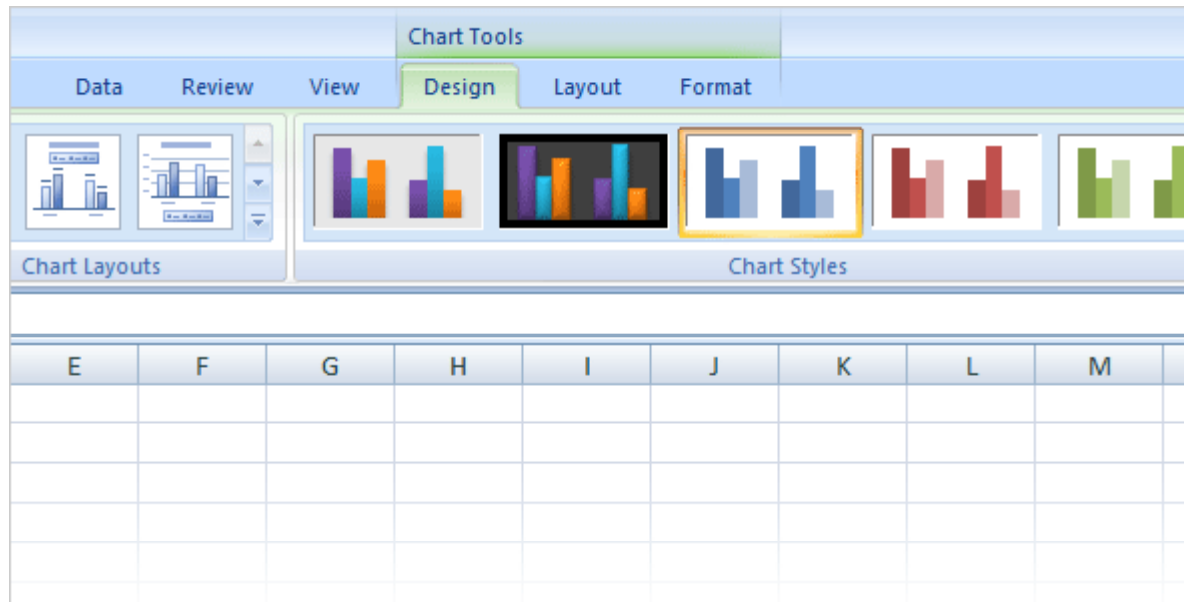 Chart Tools
Data Review View Design Layout Format
Chart Layouts Chart Styles
E F G H I J K L M